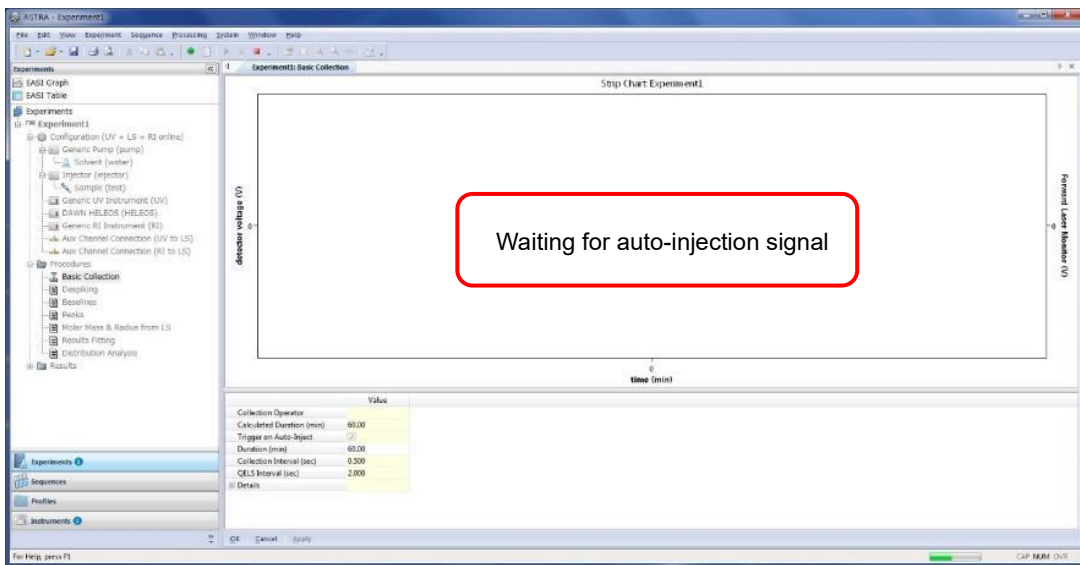 ASTRA - Experiment1
File Edit View Experiment Sequence Processing System Window Help
Experiments
Experiment1: Basic Collection
EASI Graph
EASI Table
Experiments
Experiment1
Configuration (UV + LS + RI online)
Generic Pump (pump)
Solvent (water)
Injector (injector)
Sample (test)
Generic UV Instrument (UV)
DAWN HELEOS (HELEOS)
Generic RI Instrument (RI)
Aux Channel Connection (UV to LS)
Aux Channel Connection (RI to LS)
Procedures
Basic Collection
Despiking
Baselines
Peaks
Molar Mass & Radius from LS
Results Fitting
Distribution Analysis
Results
Strip Chart: Experiment1
detector voltage (V)
0
Waiting for auto-injection signal
0
Forward Laser Monitor (V)
0
time (min)
Value
Collection Operator
Calculated Duration (min) 60.00
Trigger on Auto-Inject
Duration (min) 60.00
Collection Interval (sec) 0.500
QELS Interval (sec) 2.000
Details
Experiments
Sequences
Profiles
Instruments
OK Cancel Apply
For Help, press F1
CAP NUM OVR